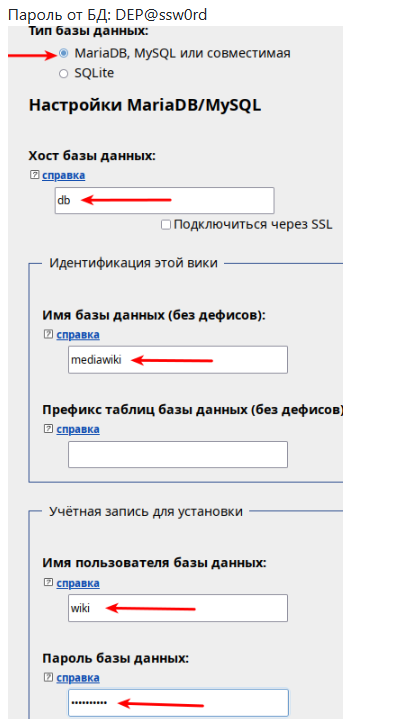 Пароль от БД: DEP@ssw0rd
Тип базы данных:
MariaDB, MySQL или совместимая
SQLite
Настройки MariaDB/MySQL
Хост базы данных:
? справка
db
Подключиться через SSL
Идентификация этой вики
Имя базы данных (без дефисов):
? справка
mediawiki
Префикс таблиц базы данных (без дефисов)
? справка
Учётная запись для установки
Имя пользователя базы данных:
? справка
wiki
Пароль базы данных:
? справка
••••••••••